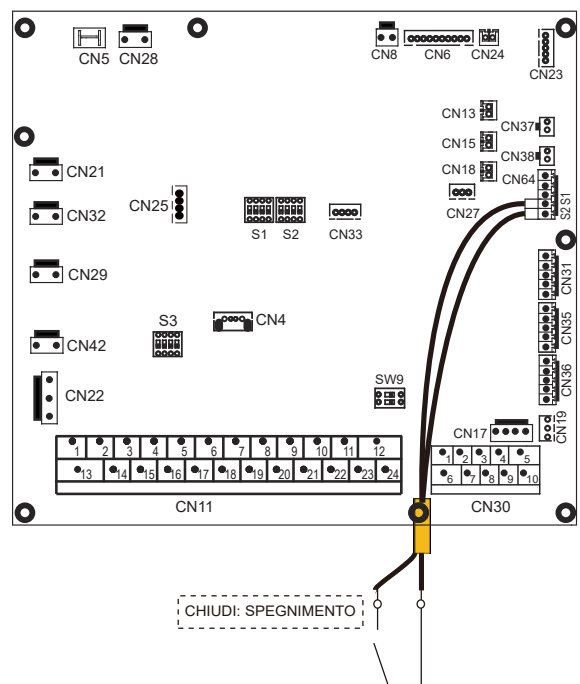 CN5 CN28 CN8 CN6 CN24
CN23
CN13 CN37
CN15 CN38
CN21 CN18 CN64
CN25 CN27 S2 S1
CN32
S1 S2 CN33
CN29 CN31
S3 CN4 CN35
CN42
SW9 CN36
CN22
CN17 CN19
1 2 3 4 5 6 7 8 9 10 11 12
13 14 15 16 17 18 19 20 21 22 23 24
1 2 3 4 5
6 7 8 9 10
CN11 CN30
CHIUDI: SPEGNIMENTO